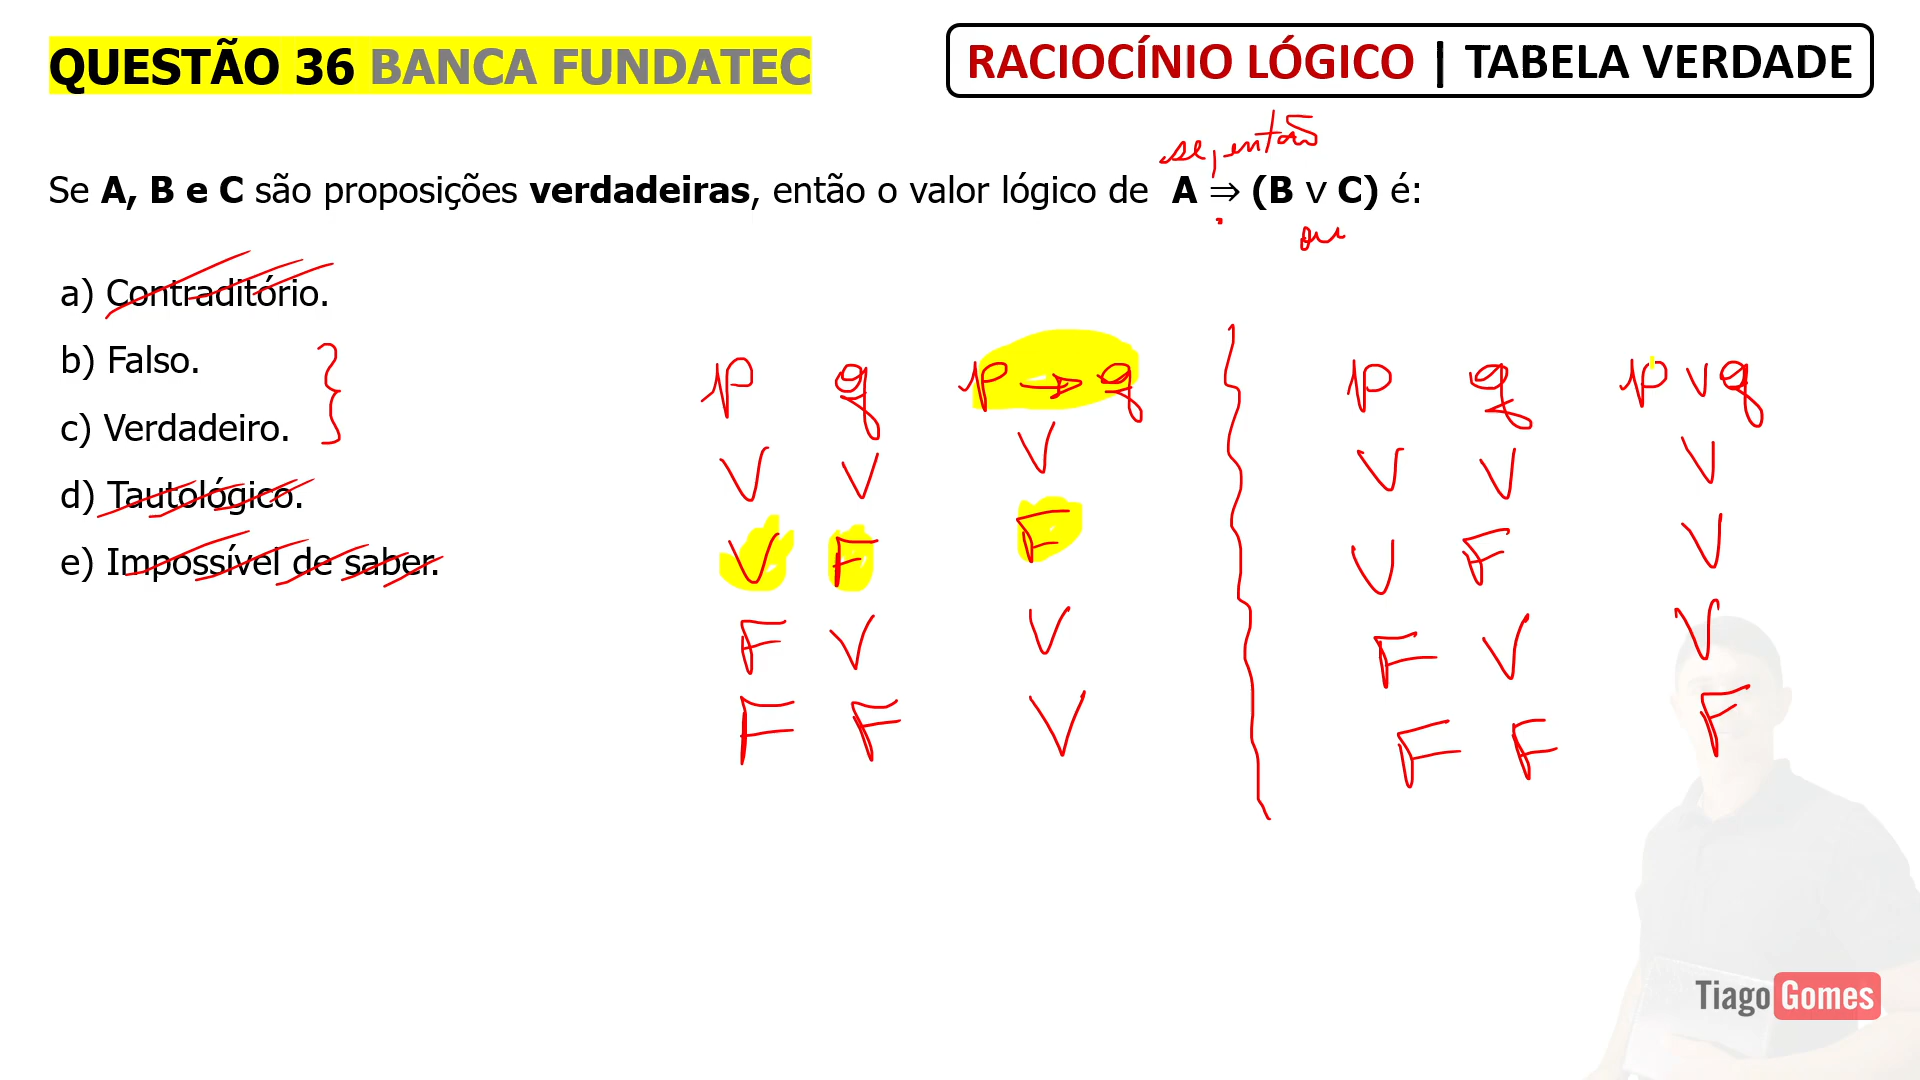 QUESTÃO 36 BANCA FUNDATEC
RACIOCÍNIO LÓGICO | TABELA VERDADE
se, então
Se A, B e C são proposições verdadeiras, então o valor lógico de A ⇒ (B ∨ C) é:
ou
a) Contraditório.
b) Falso.
c) Verdadeiro.
d) Tautológico.
e) Impossível de saber.
p q p → q
V V V
V F F
F V V
F F V
p q p v q
V V V
V F V
F V V
F F F
Tiago Gomes